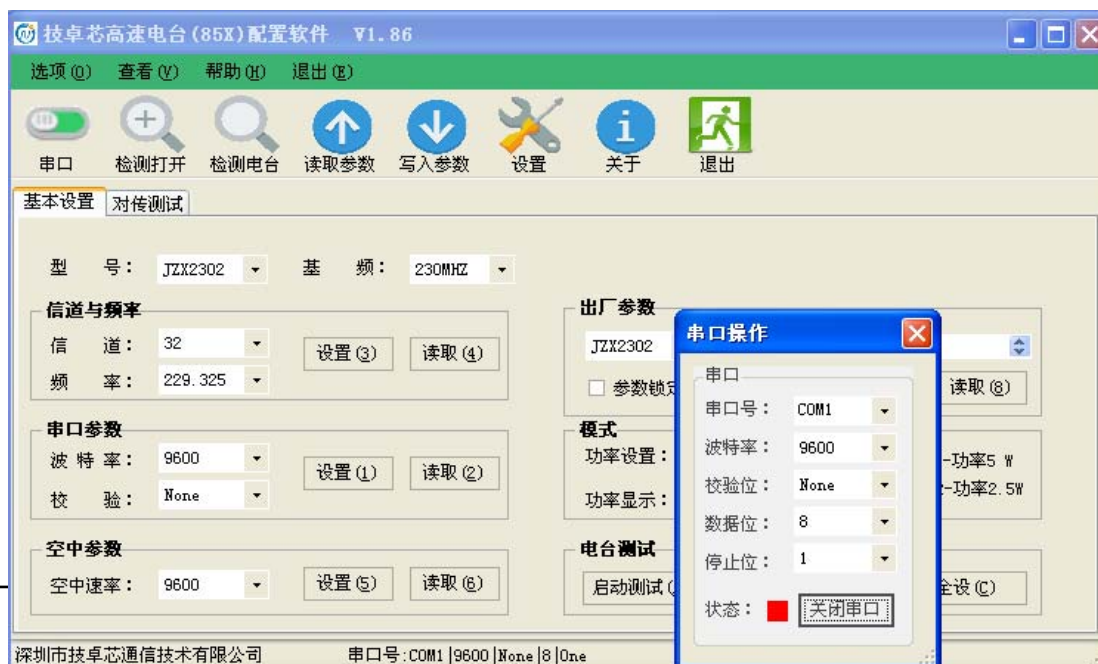 技卓芯高速电台(85X)配置软件 V1.86
选项(O) 查看(V) 帮助(H) 退出(E)
串口 检测打开 检测电台 读取参数 写入参数 设置 关于 退出
基本设置 对传测试
型 号： JZX2302 基 频： 230MHZ
信道与频率
信 道： 32
设置(3) 读取(4)
频 率： 229.325
出厂参数
JZX2302
参数锁定
读取(8)
串口参数
波 特 率： 9600
设置(1) 读取(2)
校 验： None
模式
功率设置：
-功率5 W
功率显示：
-功率2.5W
空中参数
空中速率： 9600 设置(5) 读取(6)
电台测试
启动测试( 全设(C)
串口操作
串口
串口号： COM1
波特率： 9600
校验位： None
数据位： 8
停止位： 1
状态： 关闭串口
深圳市技卓芯通信技术有限公司 串口号:COM1|9600|None|8|One